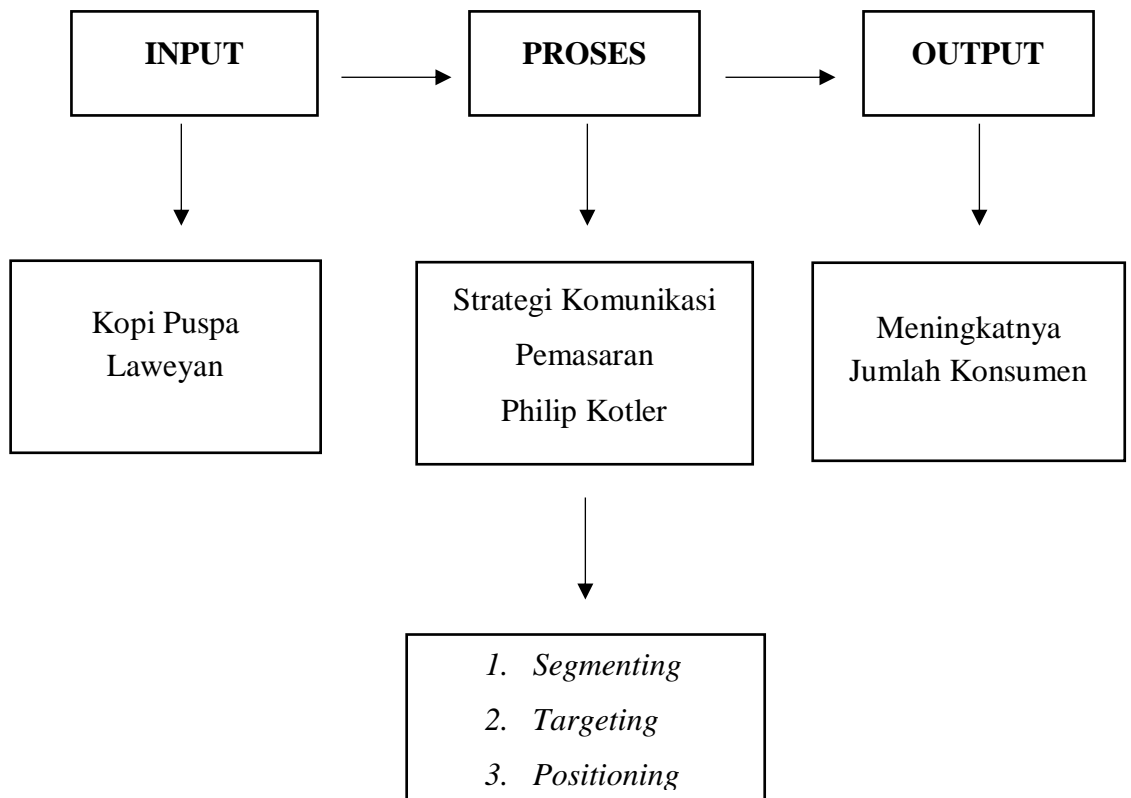 INPUT
PROSES
OUTPUT
Kopi Puspa
Laweyan
Strategi Komunikasi
Pemasaran
Philip Kotler
Meningkatnya
Jumlah Konsumen
1. Segmenting
2. Targeting
3. Positioning